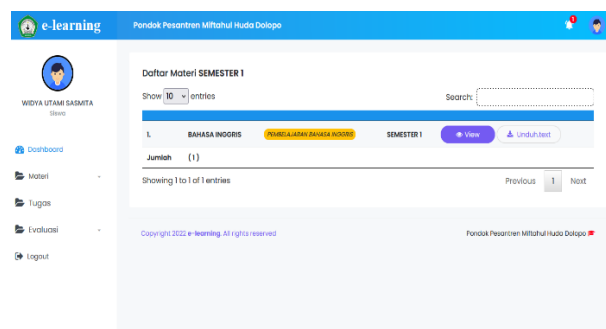 e-learning
Pondok Pesantren Miftahul Huda Dolopo
1
WIDYA UTAMI SASMITA
Siswa
Dashboard
Materi
Tugas
Evaluasi
Logout
Daftar Materi SEMESTER 1
Show 10 entries
Search:
1. BAHASA INGGRIS PEMBELAJARAN BAHASA INGGRIS SEMESTER 1 View Unduh.text
Jumlah (1)
Showing 1 to 1 of 1 entries
Previous 1 Next
Copyright 2022 e-learning. All rights reserved
Pondok Pesantren Miftahul Huda Dolopo